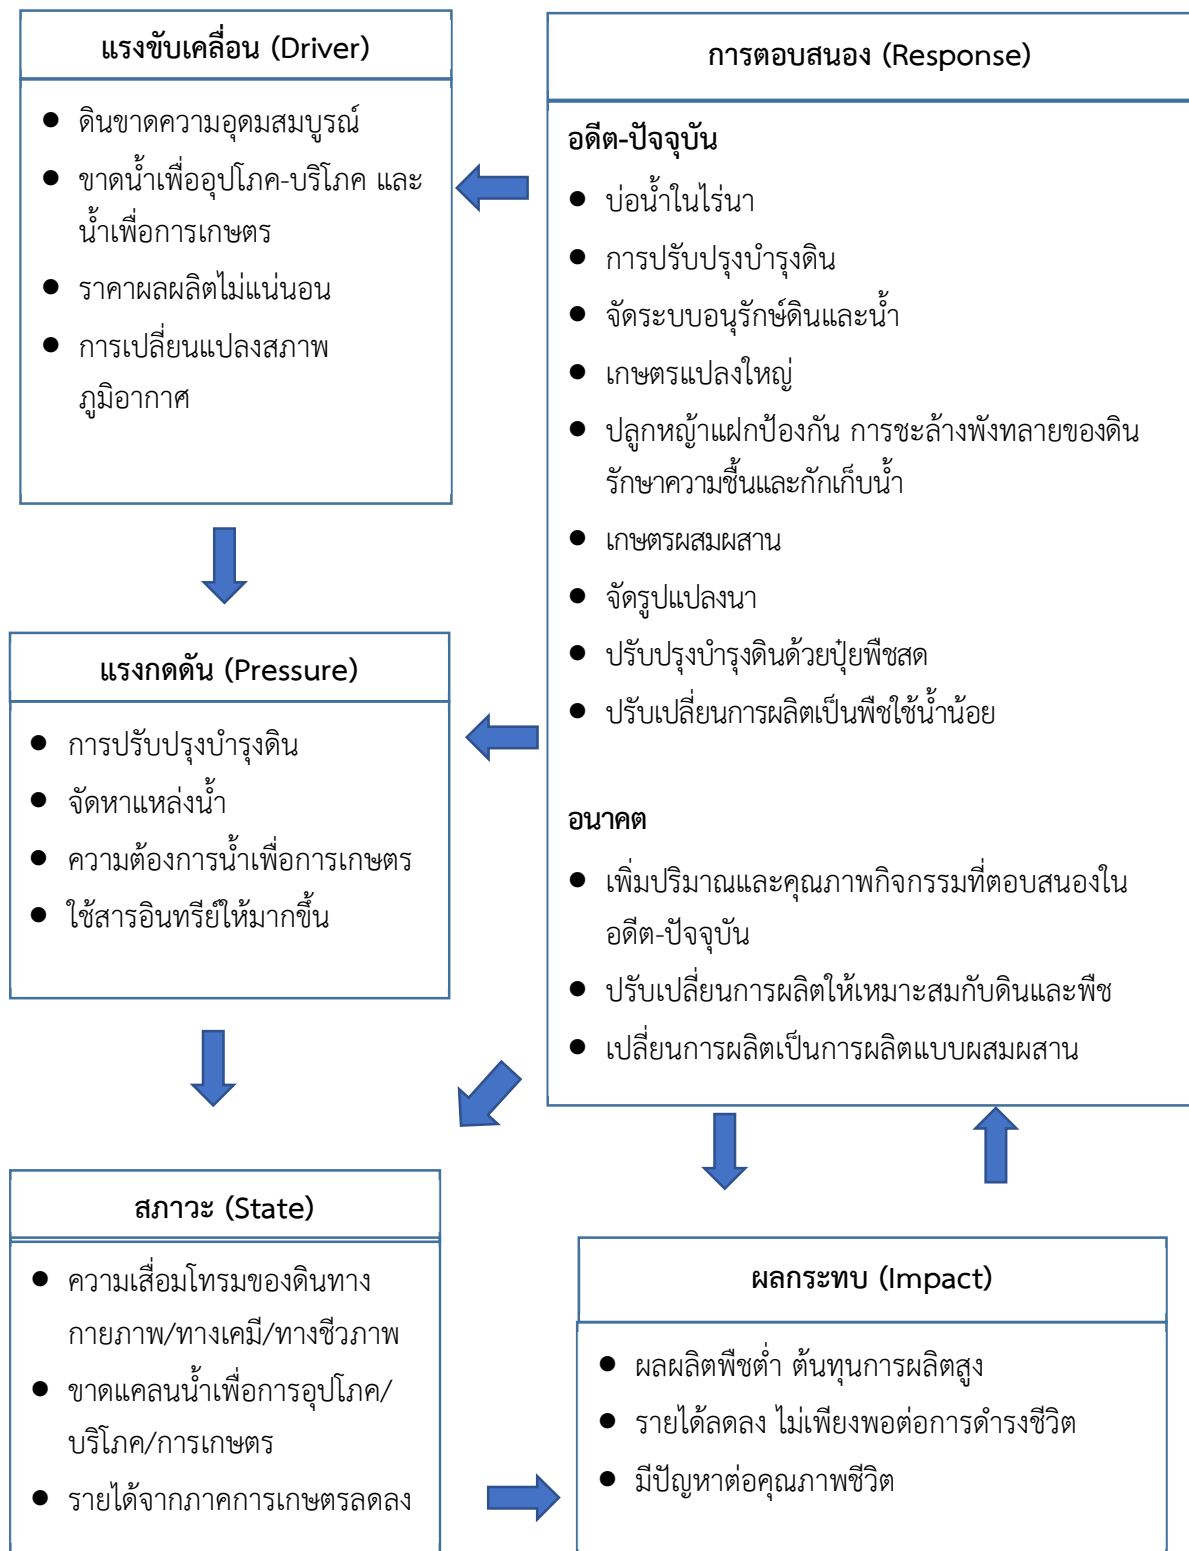 แรงขับเคลื่อน (Driver)
● ดินขาดความอุดมสมบูรณ์
● ขาดน้ำเพื่ออุปโภค-บริโภค และ
น้ำเพื่อการเกษตร
● ราคาผลผลิตไม่แน่นอน
● การเปลี่ยนแปลงสภาพ
ภูมิอากาศ
แรงกดดัน (Pressure)
● การปรับปรุงบำรุงดิน
● จัดหาแหล่งน้ำ
● ความต้องการน้ำเพื่อการเกษตร
● ใช้สารอินทรีย์ให้มากขึ้น
สภาวะ (State)
● ความเสื่อมโทรมของดินทาง
กายภาพ/ทางเคมี/ทางชีวภาพ
● ขาดแคลนน้ำเพื่อการอุปโภค/
บริโภค/การเกษตร
● รายได้จากภาคการเกษตรลดลง
การตอบสนอง (Response)
อดีต-ปัจจุบัน
● บ่อน้ำในไร่นา
● การปรับปรุงบำรุงดิน
● จัดระบบอนุรักษ์ดินและน้ำ
● เกษตรแปลงใหญ่
● ปลูกหญ้าแฝกป้องกัน การชะล้างพังทลายของดิน
รักษาความชื้นและกักเก็บน้ำ
● เกษตรผสมผสาน
● จัดรูปแปลงนา
● ปรับปรุงบำรุงดินด้วยปุ๋ยพืชสด
● ปรับเปลี่ยนการผลิตเป็นพืชใช้น้ำน้อย
อนาคต
● เพิ่มปริมาณและคุณภาพกิจกรรมที่ตอบสนองใน
อดีต-ปัจจุบัน
● ปรับเปลี่ยนการผลิตให้เหมาะสมกับดินและพืช
● เปลี่ยนการผลิตเป็นการผลิตแบบผสมผสาน
ผลกระทบ (Impact)
● ผลผลิตพืชต่ำ ต้นทุนการผลิตสูง
● รายได้ลดลง ไม่เพียงพอต่อการดำรงชีวิต
● มีปัญหาต่อคุณภาพชีวิต